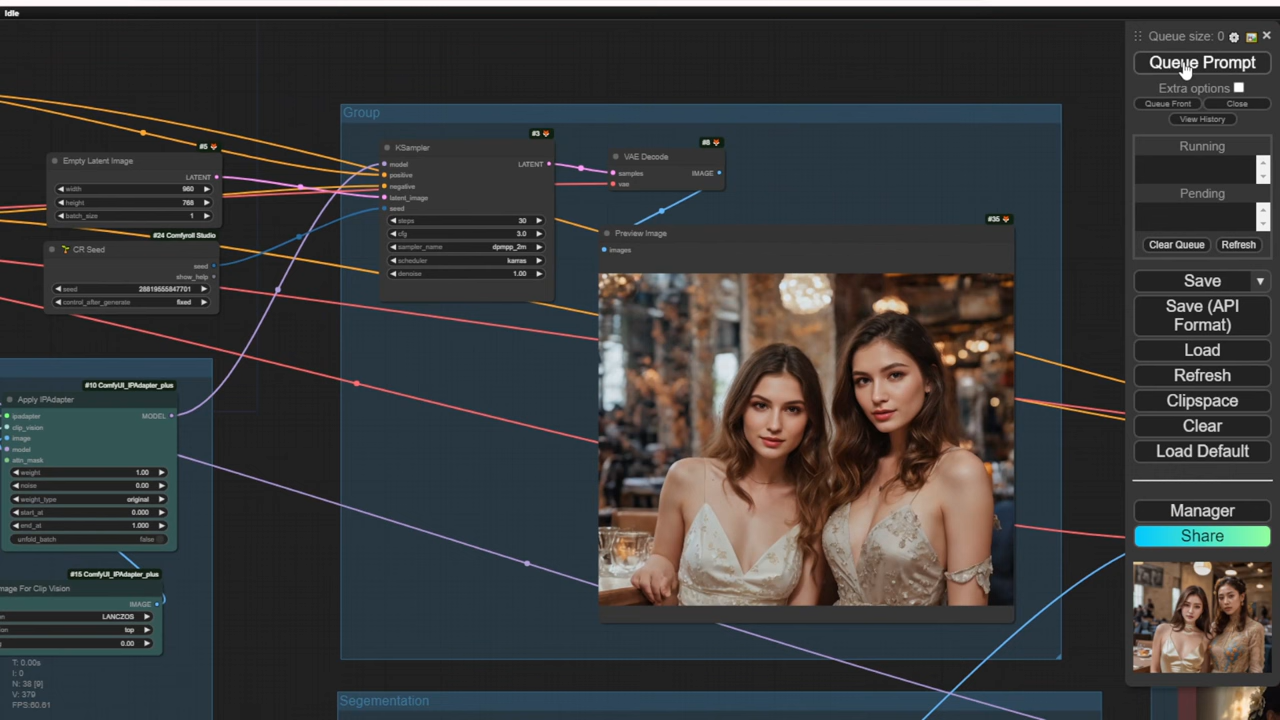 Idle
Queue size: 0
Queue Prompt
Extra options
Queue Front
Close
View History
Running
Pending
Clear Queue
Refresh
Save
Save (API
Format)
Load
Refresh
Clipspace
Clear
Load Default
Manager
Share
Group
#5
Empty Latent Image
LATENT
width 960
height 768
batch_size 1
#24 Comfyroll Studio
CR Seed
seed
show_help
seed 28819555847701
control_after_generate fixed
#3
KSampler
model LATENT
positive
negative
latent_image
seed
steps 30
cfg 3.0
sampler_name dpmpp_2m
scheduler karras
denoise 1.00
#8
VAE Decode
samples IMAGE
vae
#35
Preview Image
images
#10 ComfyUI_IPAdapter_plus
Apply IPAdapter
ipadapter MODEL
clip_vision
image
model
attn_mask
weight 1.00
noise 0.00
weight_type original
start_at 0.000
end_at 1.000
unfold_batch false
#15 ComfyUI_IPAdapter_plus
Image For Clip Vision
IMAGE
LANCZOS
top
0.00
T: 0.00s
I: 0
N: 38 [9]
V: 379
FPS:60.61
Segementation